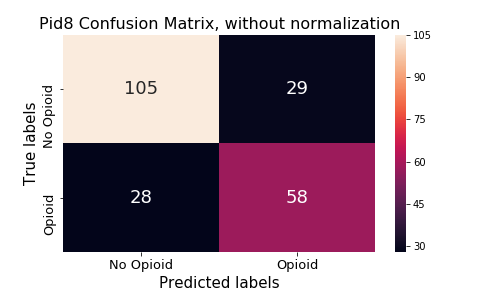 Pid8 Confusion Matrix, without normalization
True labels
No Opioid
105
29
Opioid
28
58
No Opioid
Opioid
Predicted labels
105
90
75
60
45
30